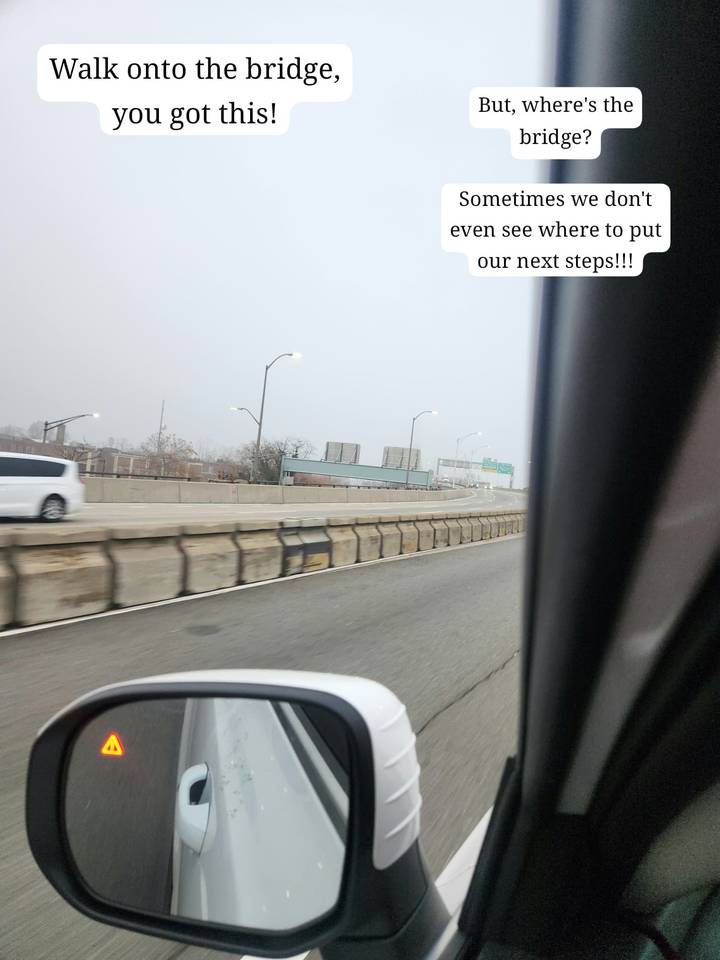 Walk onto the bridge,
you got this!
But, where's the
bridge?
Sometimes we don't
even see where to put
our next steps!!!